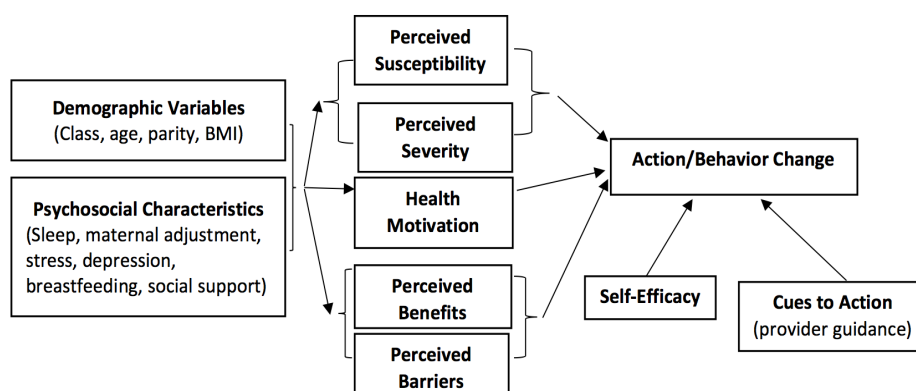 Demographic Variables
(Class, age, parity, BMI)
Psychosocial Characteristics
(Sleep, maternal adjustment,
stress, depression,
breastfeeding, social support)
Perceived
Susceptibility
Perceived
Severity
Health
Motivation
Perceived
Benefits
Perceived
Barriers
Action/Behavior Change
Self-Efficacy
Cues to Action
(provider guidance)